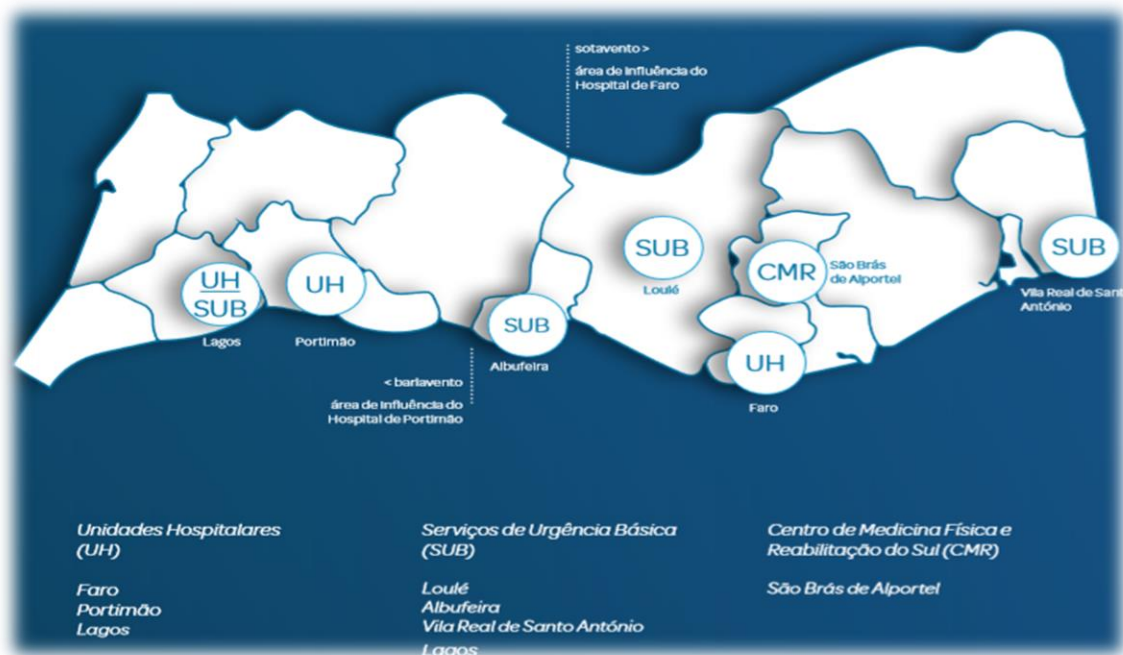 sotavento >
área de influência do
Hospital de Faro
UH
SUB
Lagos
UH
Portimão
SUB
Albufeira
SUB
Loulé
CMR
São Brás
de Alportel
UH
Faro
SUB
Vila Real de Sant
António
< barlavento
área de influência do
Hospital de Portimão
Unidades Hospitalares
(UH)
Faro
Portimão
Lagos
Serviços de Urgência Básica
(SUB)
Loulé
Albufeira
Vila Real de Santo António
Lagos
Centro de Medicina Física e
Reabilitação do Sul (CMR)
São Brás de Alportel